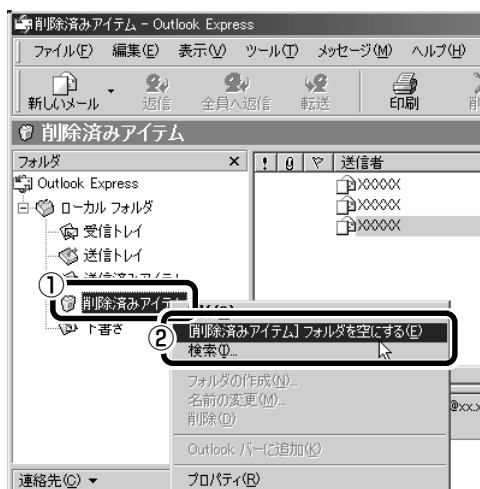 削除済みアイテム - Outlook Express
ファイル(F) 編集(E) 表示(V) ツール(T) メッセージ(M) ヘルプ(H)
新しいメール 返信 全員へ返信 転送 印刷
削除済みアイテム
フォルダ × ! 送信者
Outlook Express
ローカル フォルダ
受信トレイ
送信トレイ
XXXXX
XXXXX
XXXXX
①
削除済みアイテ
下書き
②
[削除済みアイテム] フォルダを空にする(E)
検索(I)...
フォルダの作成(N)...
名前の変更(M)...
削除(D)
Outlook バーに追加(K)
プロパティ(R)
@xx.x
連絡先(C) ▼